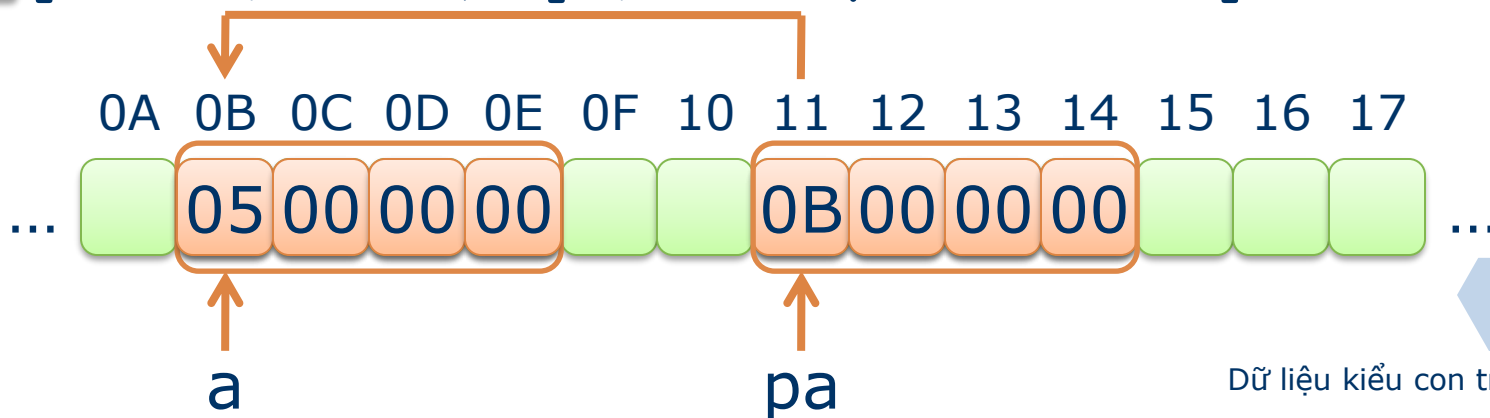 0A 0B 0C 0D 0E 0F 10 11 12 13 14 15 16 17
... 05 00 00 00 0B 00 00 00 ...
a pa
Dữ liệu kiểu con